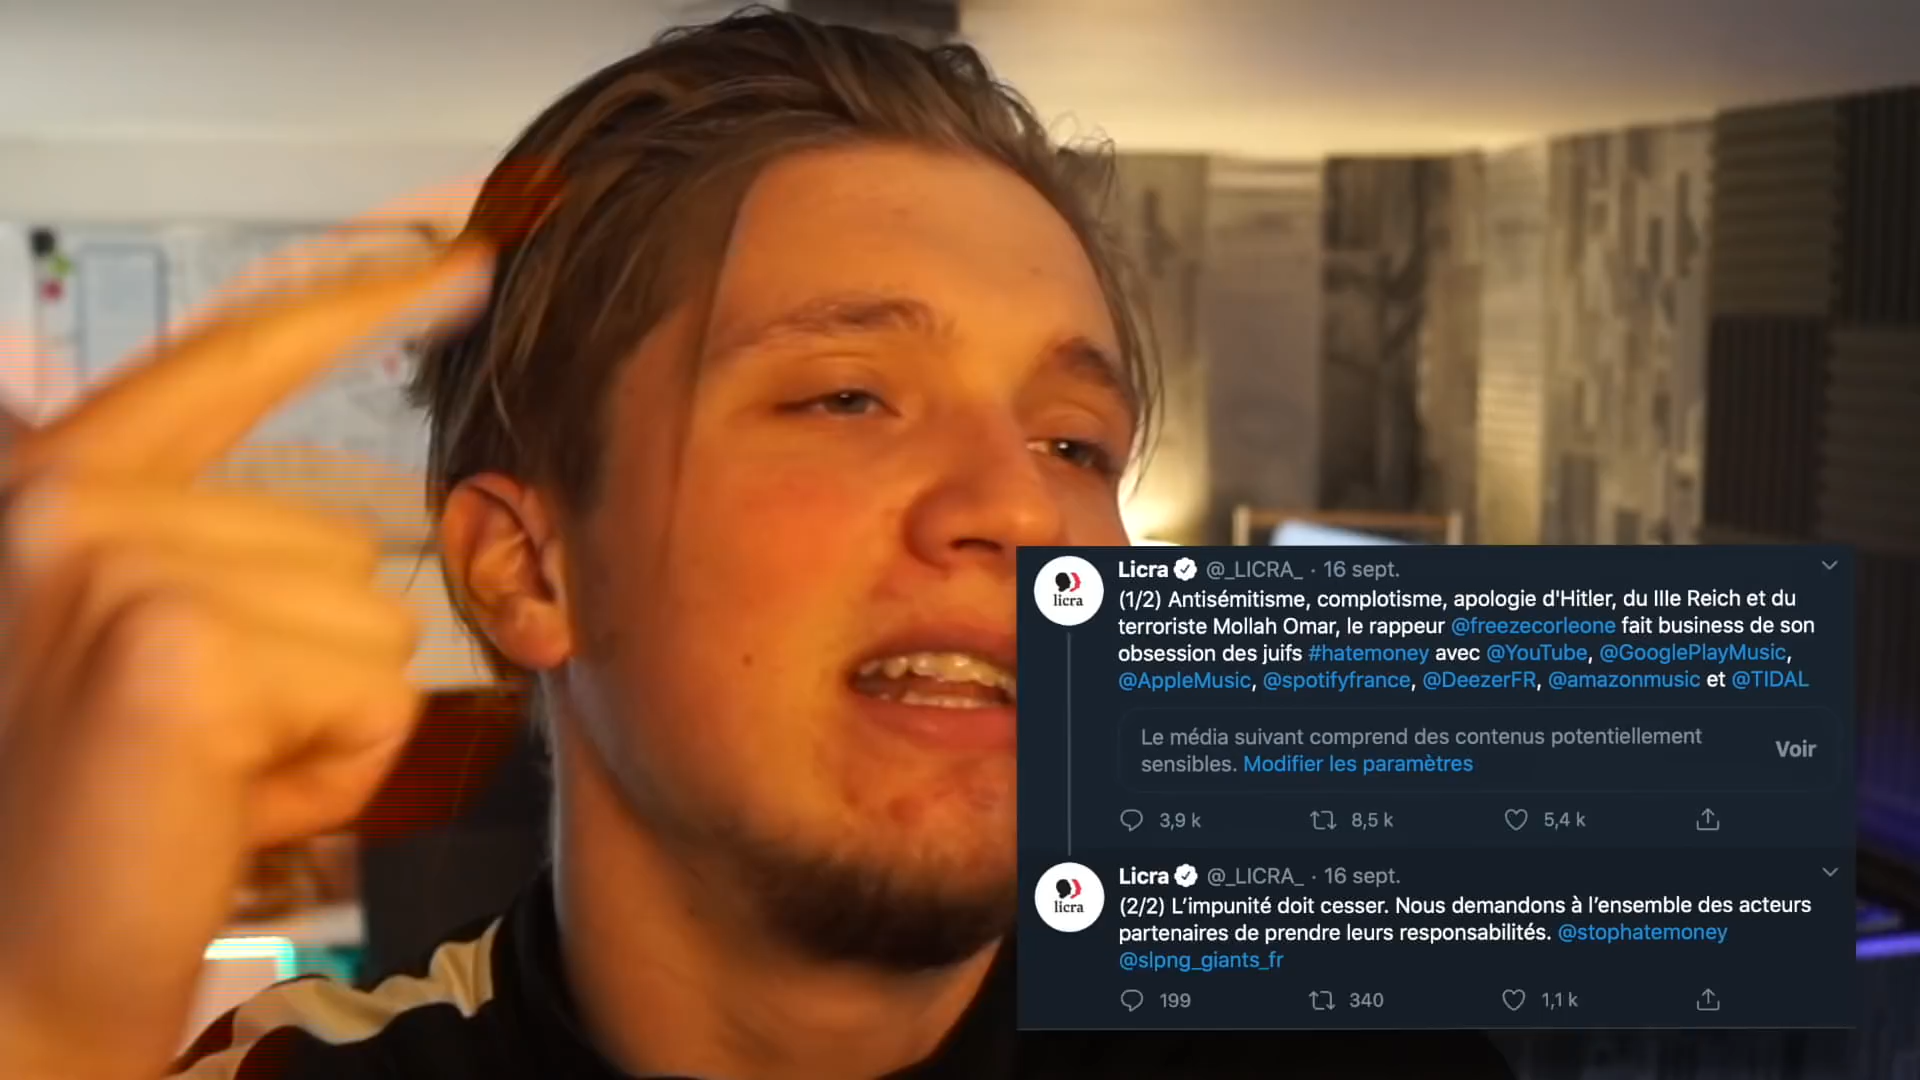 Licra @_LICRA_ · 16 sept.
(1/2) Antisémitisme, complotisme, apologie d'Hitler, du IIIe Reich et du
terroriste Mollah Omar, le rappeur @freezecorleone fait business de son
obsession des juifs #hatemoney avec @YouTube, @GooglePlayMusic,
@AppleMusic, @spotifyfrance, @DeezerFR, @amazonmusic et @TIDAL
licra
Le média suivant comprend des contenus potentiellement
sensibles. Modifier les paramètres
Voir
3,9 k 8,5 k 5,4 k
Licra @_LICRA_ · 16 sept.
(2/2) L’impunité doit cesser. Nous demandons à l’ensemble des acteurs
partenaires de prendre leurs responsabilités. @stophatemoney
@slpng_giants_fr
licra
199 340 1,1 k